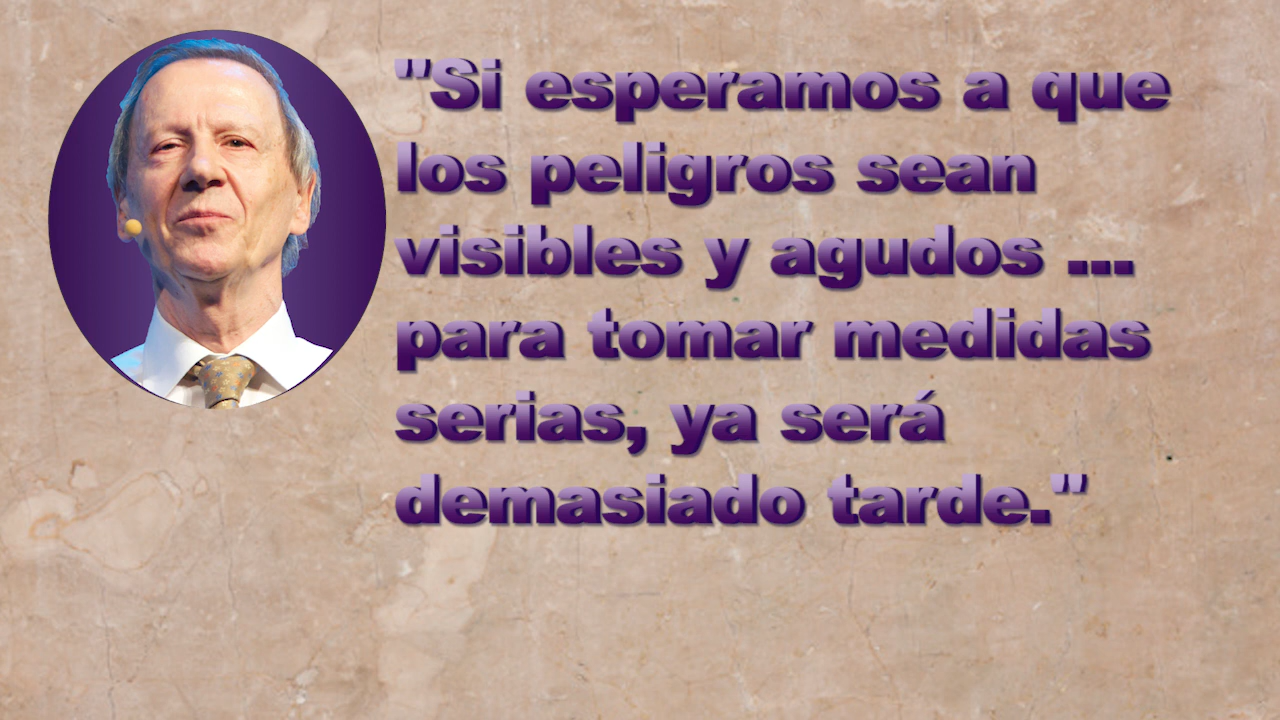 "Si esperamos a que
los peligros sean
visibles y agudos ...
para tomar medidas
serias, ya será
demasiado tarde."